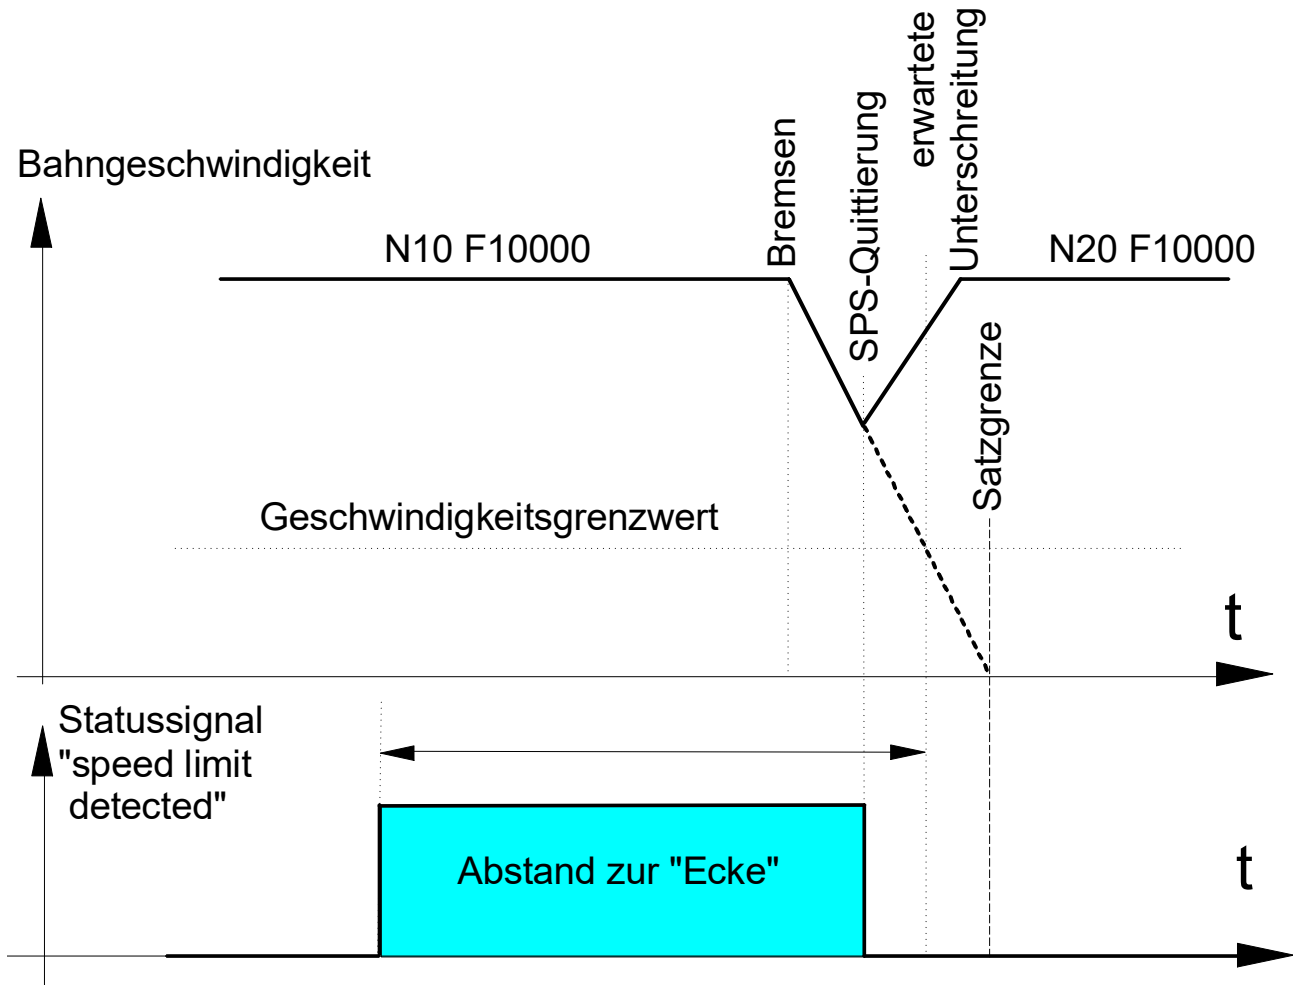 Bahngeschwindigkeit
N10 F10000
Bremsen
SPS-Quittierung
erwartete
Unterschreitung
N20 F10000
Satzgrenze
Geschwindigkeitsgrenzwert
t
Statussignal
"speed limit
detected"
Abstand zur "Ecke"
t